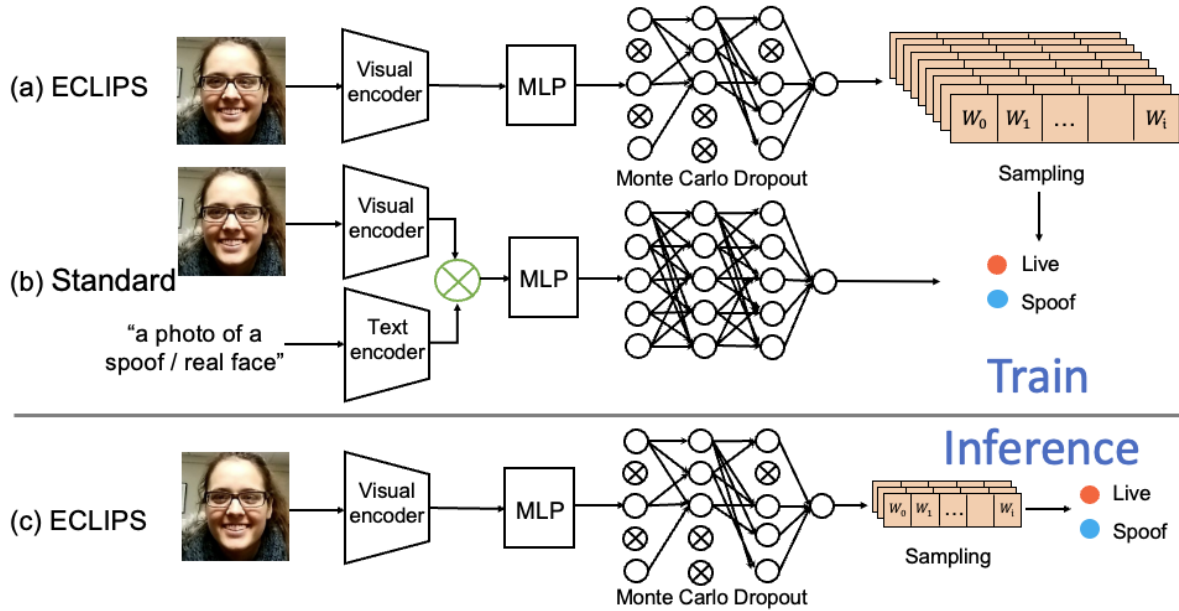 (a) ECLIPS
Visual
encoder
MLP
Monte Carlo Dropout
W₀ W₁ ... Wᵢ
Sampling
(b) Standard
Visual
encoder
“a photo of a
spoof / real face”
Text
encoder
MLP
Live
Spoof
Train
Inference
(c) ECLIPS
Visual
encoder
MLP
Monte Carlo Dropout
W₀ W₁ ... Wᵢ
Sampling
Live
Spoof